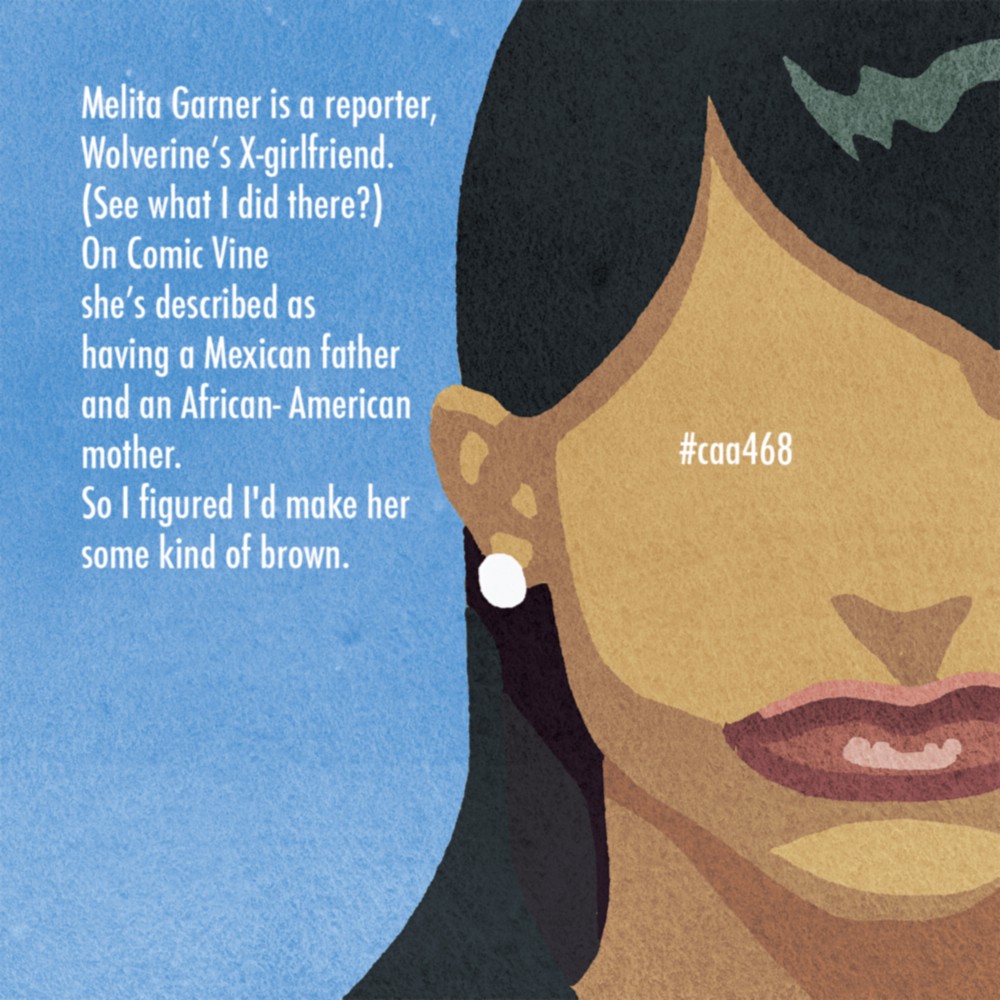 Melita Garner is a reporter,
Wolverine's X-girlfriend.
(See what I did there?)
On Comic Vine
she's described as
having a Mexican father
and an African- American
mother.
So I figured I'd make her
some kind of brown.
#caa468